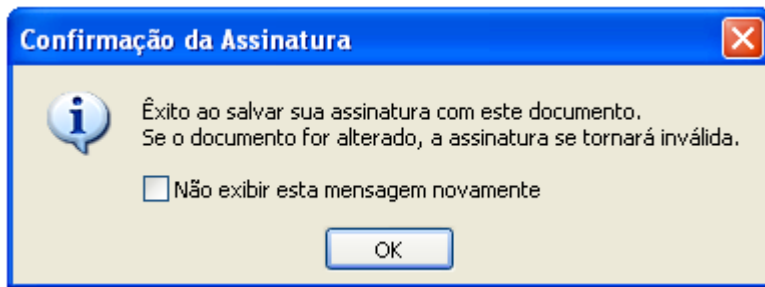 Confirmação da Assinatura
Êxito ao salvar sua assinatura com este documento.
Se o documento for alterado, a assinatura se tornará inválida.
Não exibir esta mensagem novamente
OK